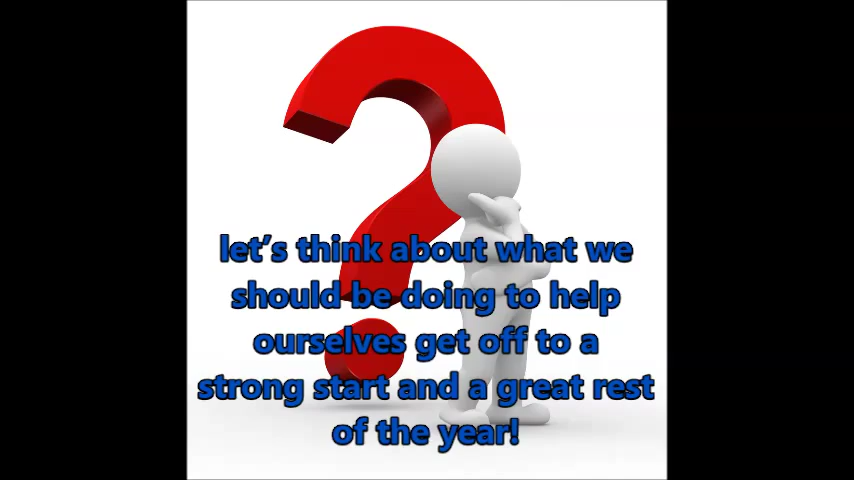 let's think about what we
should be doing to help
ourselves get off to a
strong start and a great rest
of the year!